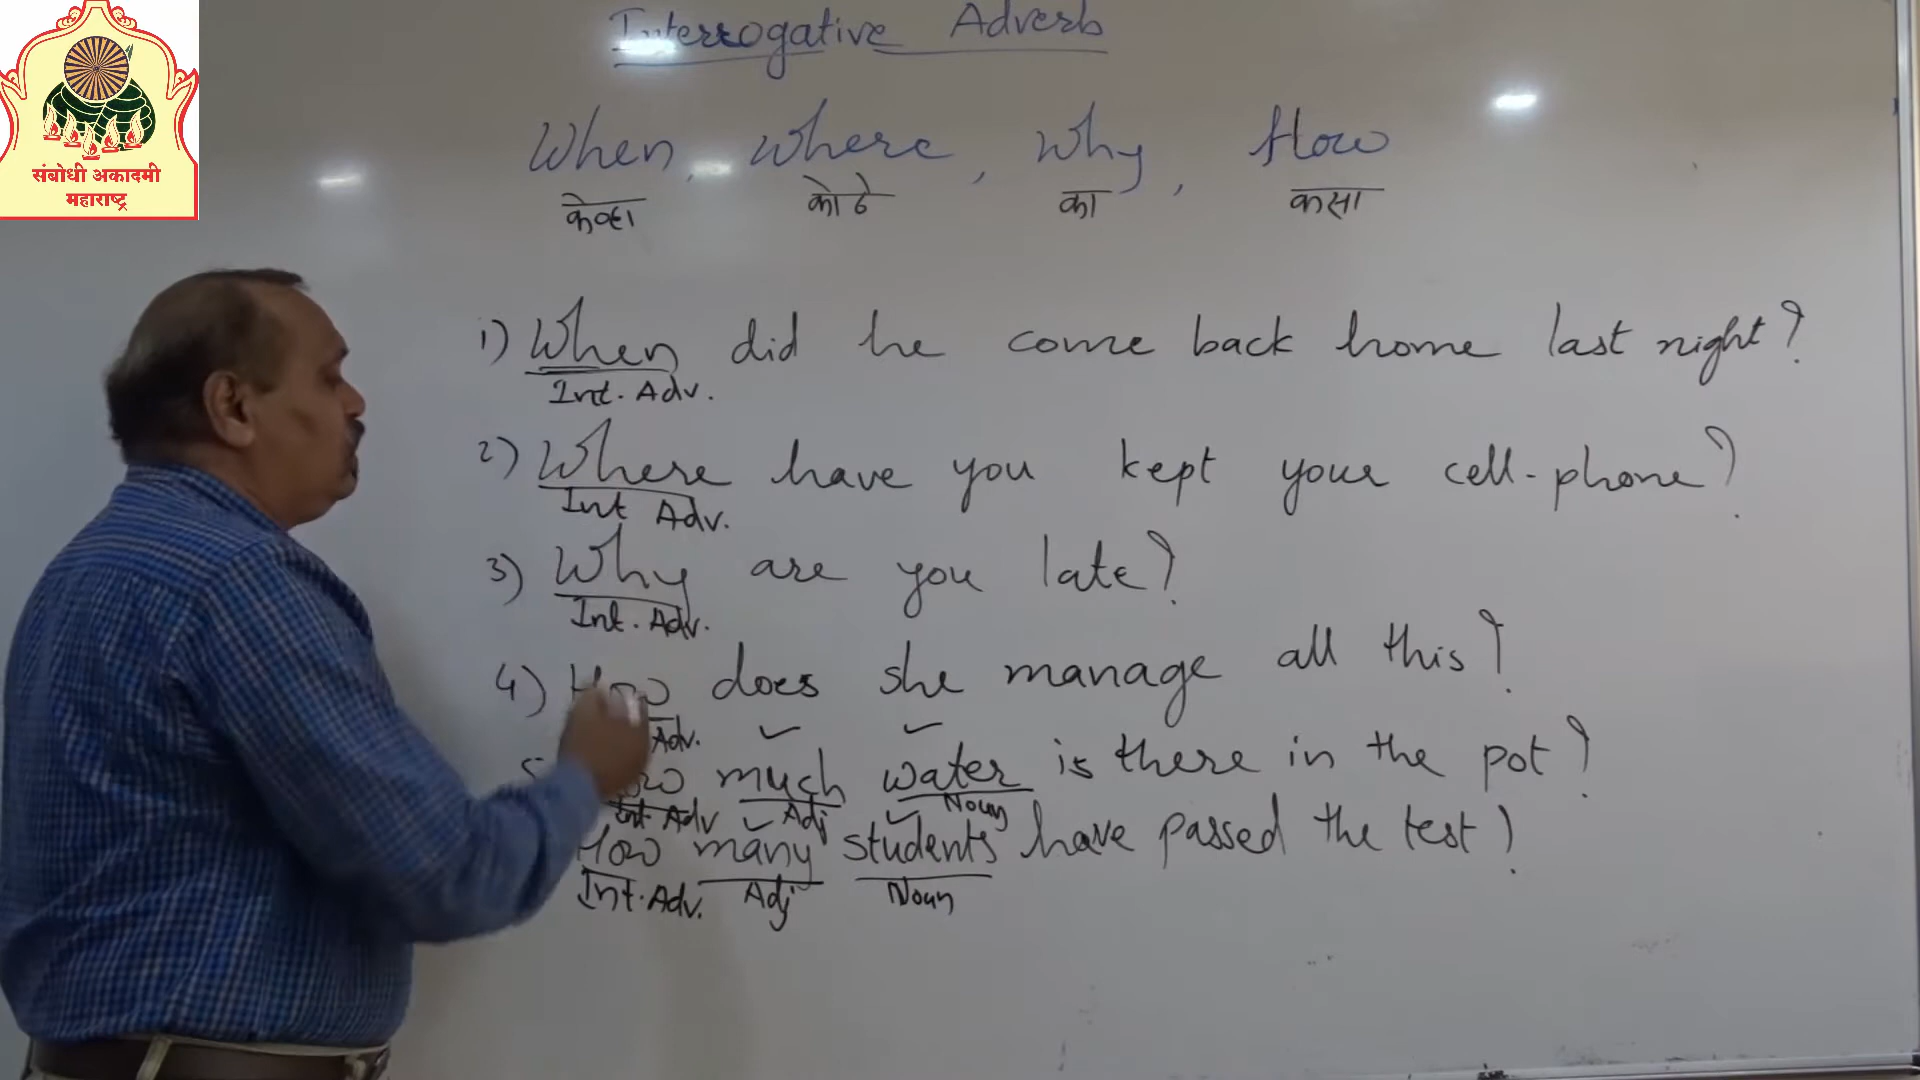 संबोधी अकादमी
महाराष्ट्र
Interrogative Adverb
When, Where, Why, How
केव्हा कोठे का कसा
1) When did he come back home last night?
Int. Adv.
2) Where have you kept your cell-phone?
Int Adv.
3) Why are you late?
Int. Adv.
4) How does she manage all this?
Adv.
much water is there in the pot?
Int. Adv Adj Noun
How many students have passed the test?
Int. Adv. Adj Noun